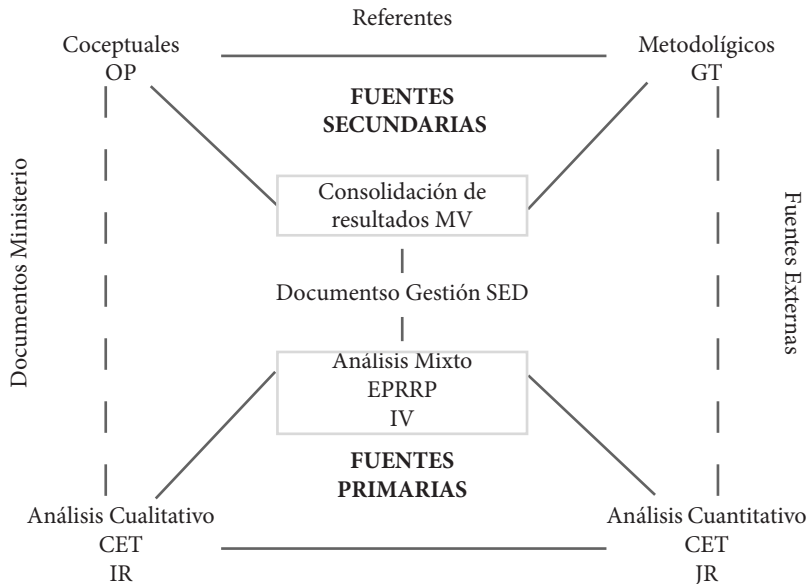 Referentes
Coceptuales
OP
Metodolígicos
GT
FUENTES
SECUNDARIAS
Documentos Ministerio
Fuentes Externas
Consolidación de
resultados MV
Documentso Gestión SED
Análisis Mixto
EPRRP
IV
FUENTES
PRIMARIAS
Análisis Cualitativo
CET
IR
Análisis Cuantitativo
CET
JR